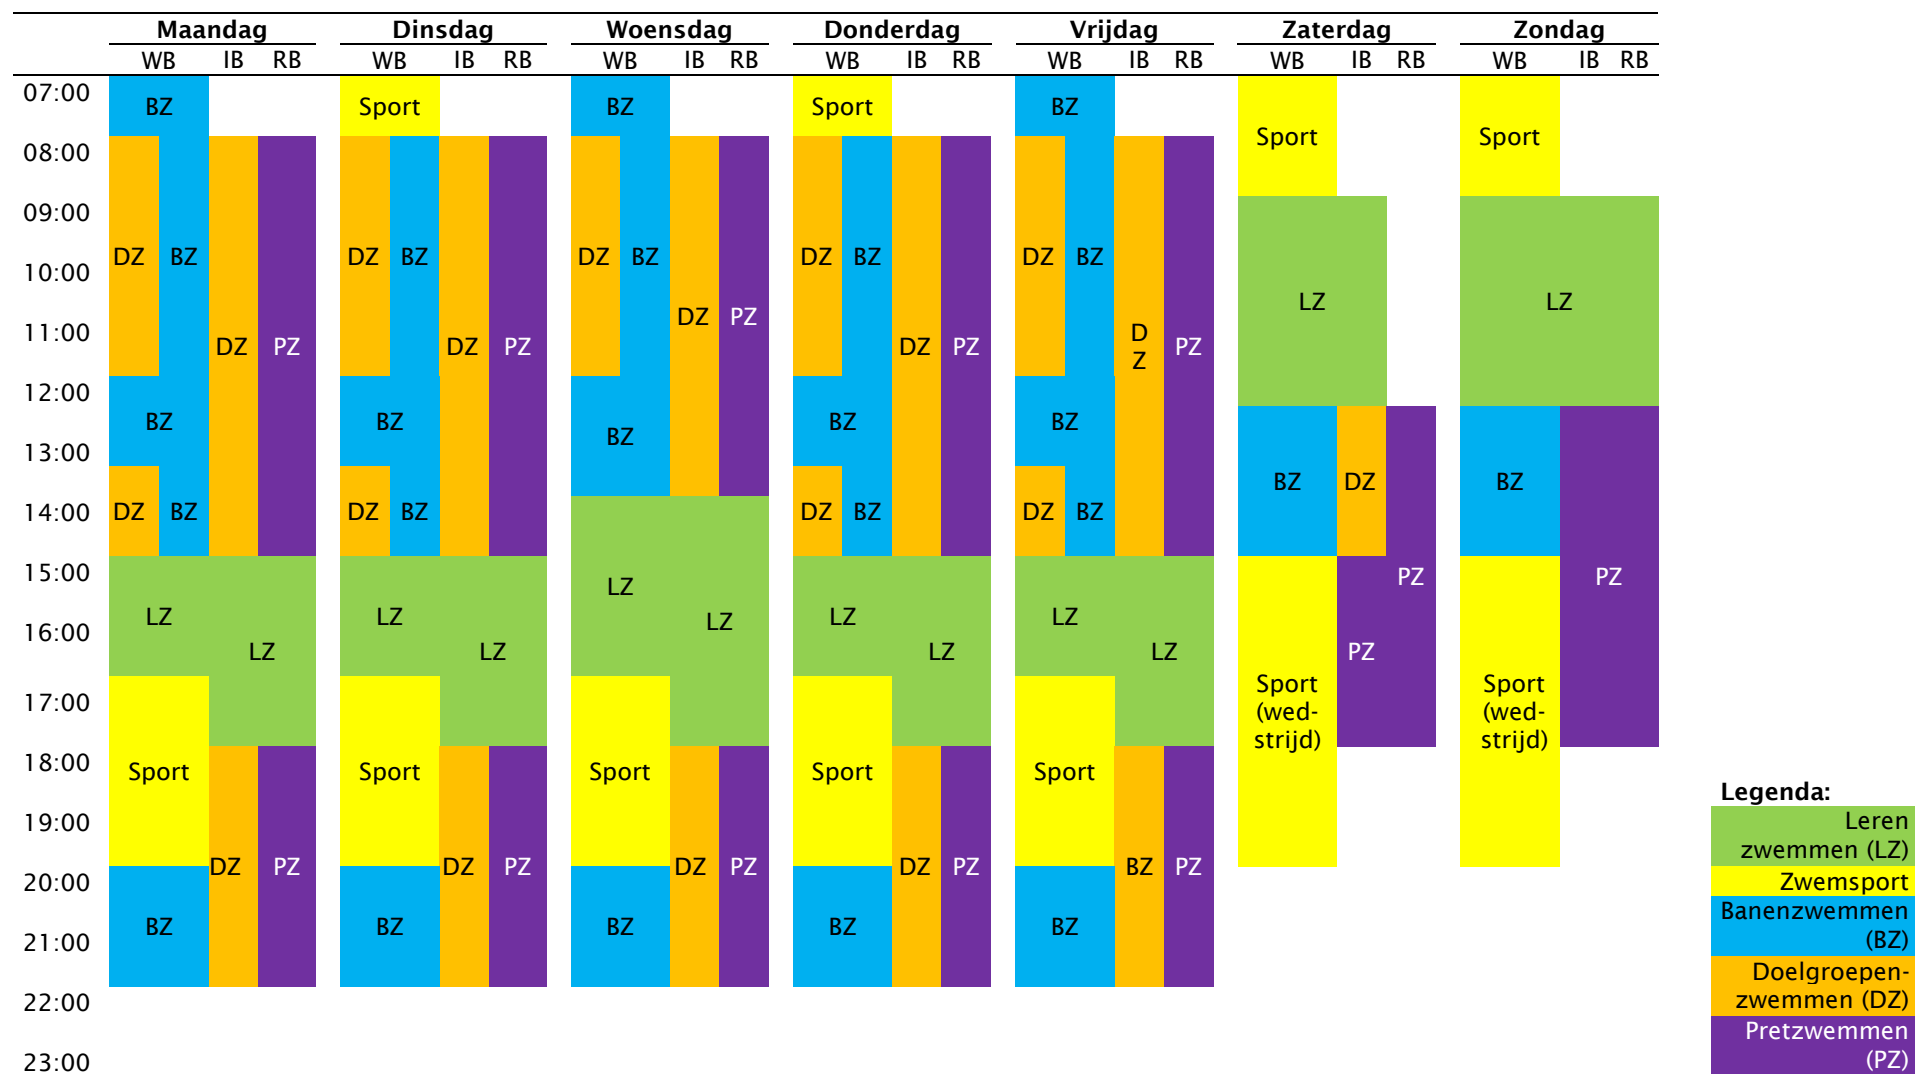 Maandag Dinsdag Woensdag Donderdag Vrijdag Zaterdag Zondag
WB IB RB WB IB RB WB IB RB WB IB RB WB IB RB WB IB RB WB IB RB
07:00
BZ Sport BZ Sport BZ
Sport Sport
08:00
09:00
DZ BZ DZ BZ DZ BZ DZ BZ DZ BZ
10:00
LZ LZ
DZ PZ
11:00
DZ PZ DZ PZ DZ PZ D
Z PZ
12:00
BZ BZ BZ BZ BZ
13:00
BZ DZ BZ
14:00
DZ BZ DZ BZ DZ BZ DZ BZ
15:00
PZ PZ
LZ
LZ LZ LZ LZ LZ
16:00
LZ LZ LZ LZ PZ
17:00
Sport
(wed-
strijd)
Sport
(wed-
strijd)
18:00
Sport Sport Sport Sport Sport
19:00
DZ PZ DZ PZ DZ PZ DZ PZ BZ PZ
20:00
BZ BZ BZ BZ BZ
21:00
22:00
23:00
Legenda:
Leren
zwemmen (LZ)
Zwemsport
Banenzwemmen
(BZ)
Doelgroepen-
zwemmen (DZ)
Pretzwemmen
(PZ)